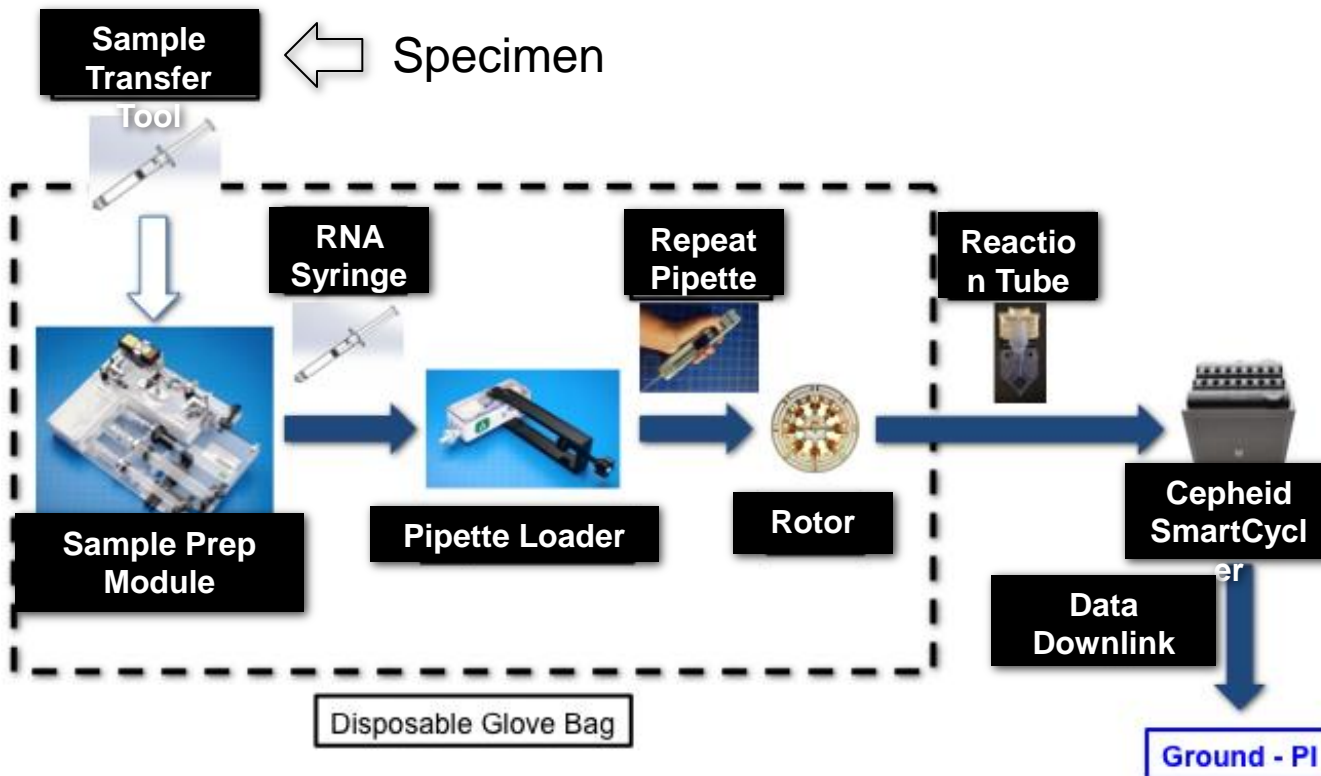 Sample
Transfer
Tool
Specimen
RNA
Syringe
Repeat
Pipette
Reactio
n Tube
Sample Prep
Module
Pipette Loader
Rotor
Cepheid
SmartCycl
er
Data
Downlink
Disposable Glove Bag
Ground - PI